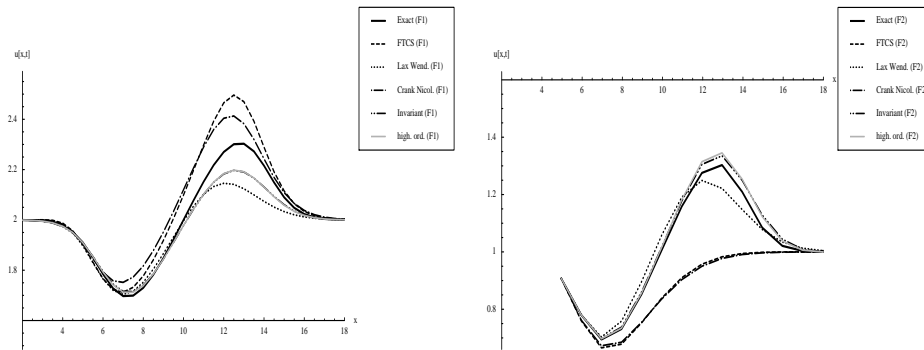 Exact (F1)
FTCS (F1)
Lax Wend. (F1)
Crank Nicol. (F1)
Invariant (F1)
high. ord. (F1)
u[x,t]
2.4
2.2
2
1.8
4
6
8
10
12
14
16
18
x
Exact (F2)
FTCS (F2)
Lax Wend. (F2)
Crank Nicol. (F2
Invariant (F2)
high. ord. (F2)
u[x,t]
x
4
6
8
10
12
14
16
18
1.4
1.2
1
0.8